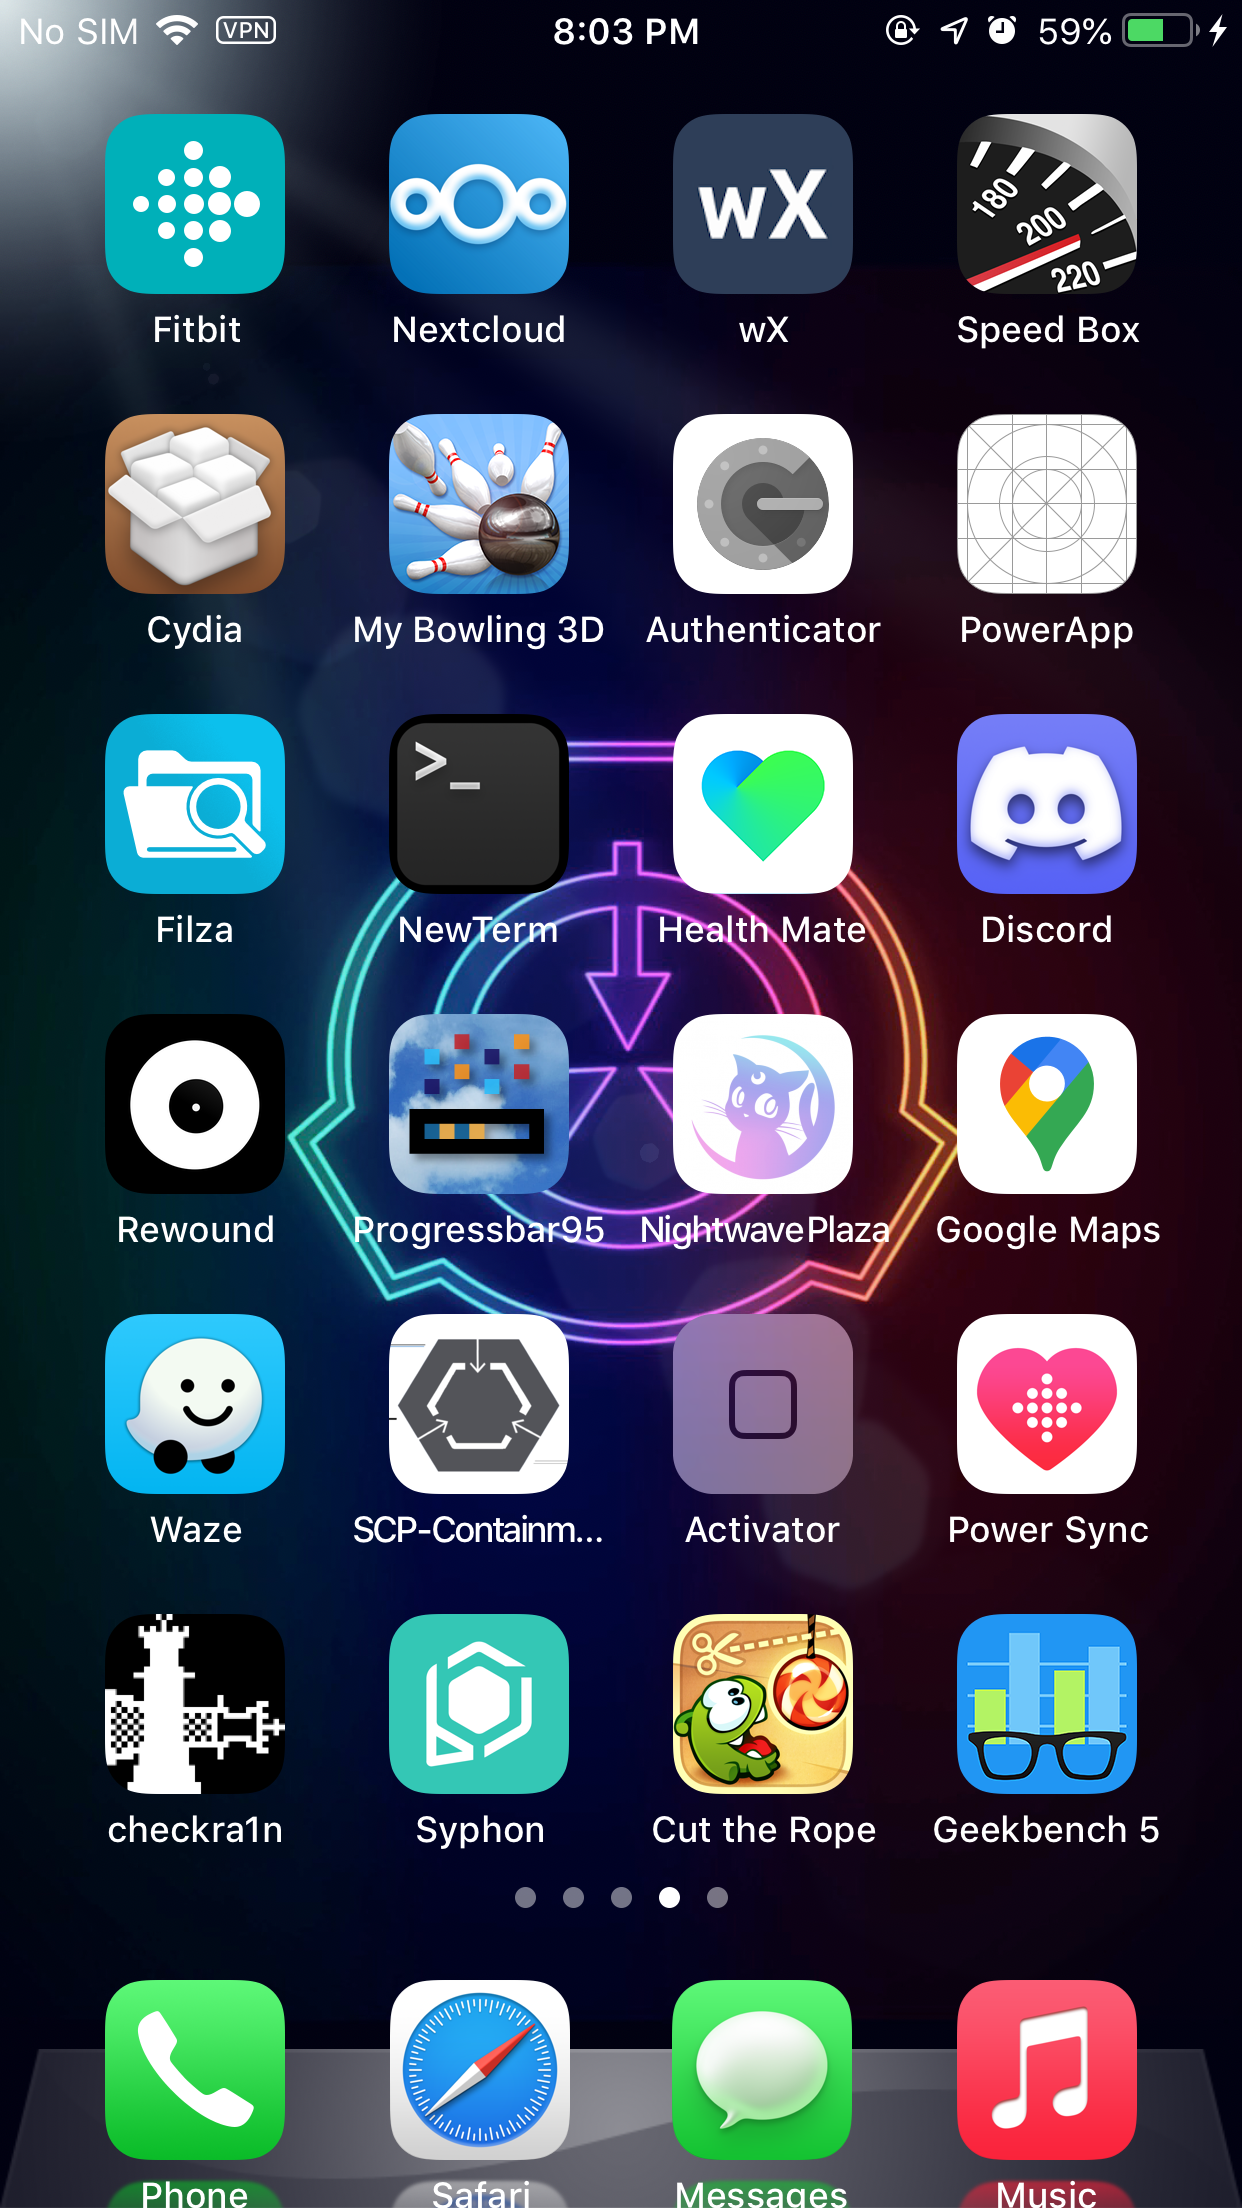 No SIM VPN 8:03 PM 59%
wX 180 200 220
Fitbit Nextcloud wX Speed Box
Cydia My Bowling 3D Authenticator PowerApp
>_
Filza NewTerm Health Mate Discord
Rewound Progressbar95 Nightwave Plaza Google Maps
Waze SCP-Containm... Activator Power Sync
checkra1n Syphon Cut the Rope Geekbench 5
Phone Safari Messages Music